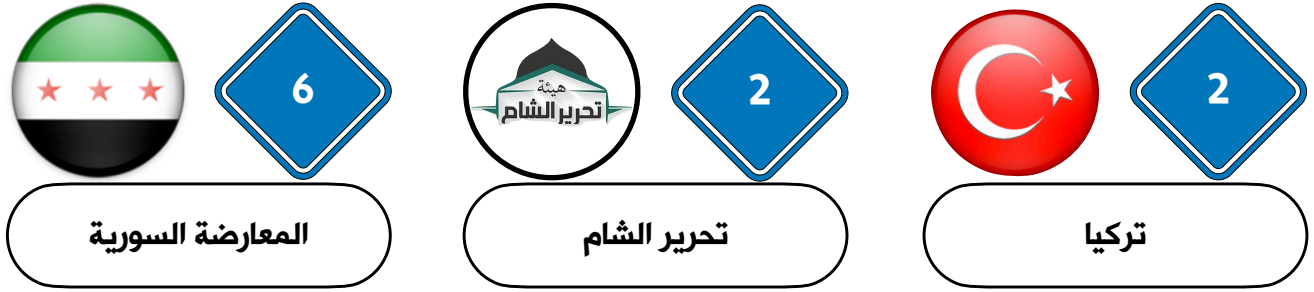 2
2
6
هيئة
تحرير الشام
تركيا
تحرير الشام
المعارضة السورية